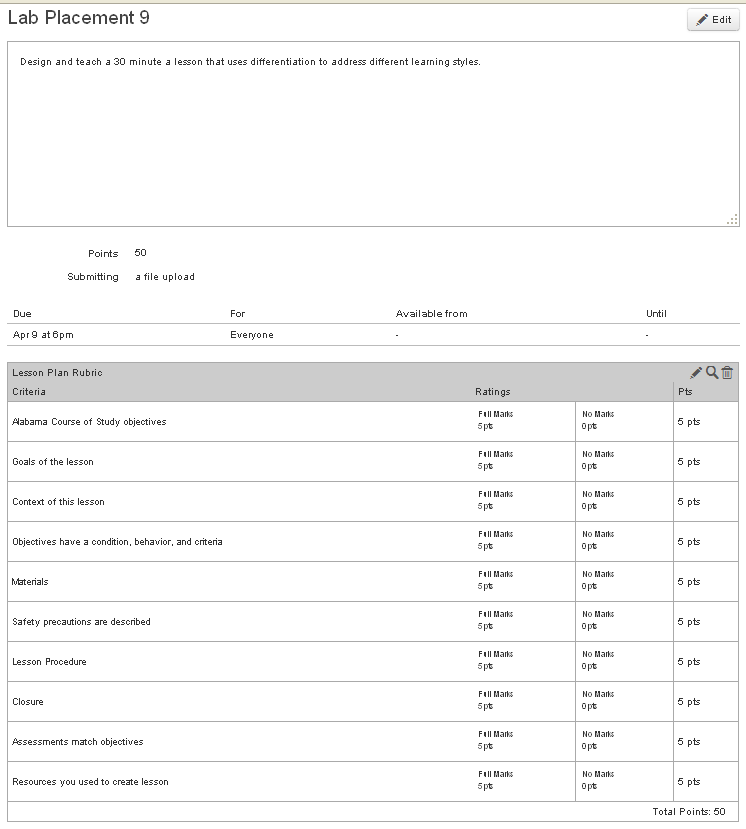 Lab Placement 9
Edit
Design and teach a 30 minute a lesson that uses differentiation to address different learning styles.
Points 50
Submitting a file upload
Due For Available from Until
Apr 9 at 6pm Everyone - -
Lesson Plan Rubric
Criteria Ratings Pts
Alabama Course of Study objectives Full Marks 5 pts No Marks 0 pts 5 pts
Goals of the lesson Full Marks 5 pts No Marks 0 pts 5 pts
Context of this lesson Full Marks 5 pts No Marks 0 pts 5 pts
Objectives have a condition, behavior, and criteria Full Marks 5 pts No Marks 0 pts 5 pts
Materials Full Marks 5 pts No Marks 0 pts 5 pts
Safety precautions are described Full Marks 5 pts No Marks 0 pts 5 pts
Lesson Procedure Full Marks 5 pts No Marks 0 pts 5 pts
Closure Full Marks 5 pts No Marks 0 pts 5 pts
Assessments match objectives Full Marks 5 pts No Marks 0 pts 5 pts
Resources you used to create lesson Full Marks 5 pts No Marks 0 pts 5 pts
Total Points: 50